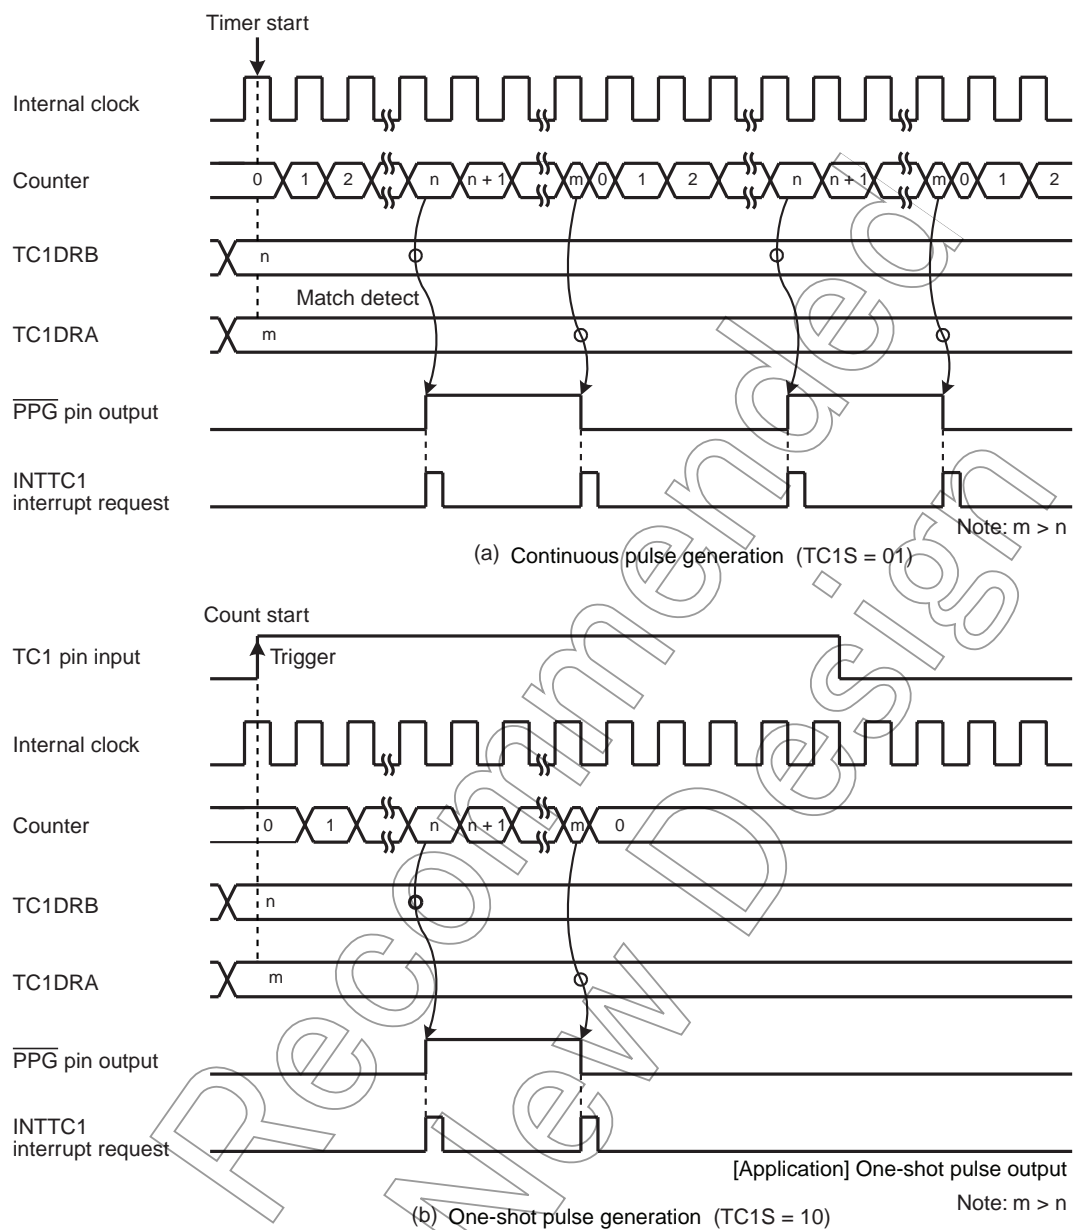 Timer start
Internal clock
Counter 0 1 2 n n + 1 m 0 1 2 n n + 1 m 0 1 2
TC1DRB n
Match detect
TC1DRA m
PPG pin output
INTTC1
interrupt request
Note: m > n
(a) Continuous pulse generation (TC1S = 01)
Count start
TC1 pin input Trigger
Internal clock
Counter 0 1 n n + 1 m 0
TC1DRB n
TC1DRA m
PPG pin output
INTTC1
interrupt request
[Application] One-shot pulse output
Note: m > n
(b) One-shot pulse generation (TC1S = 10)
Recommended
New Design